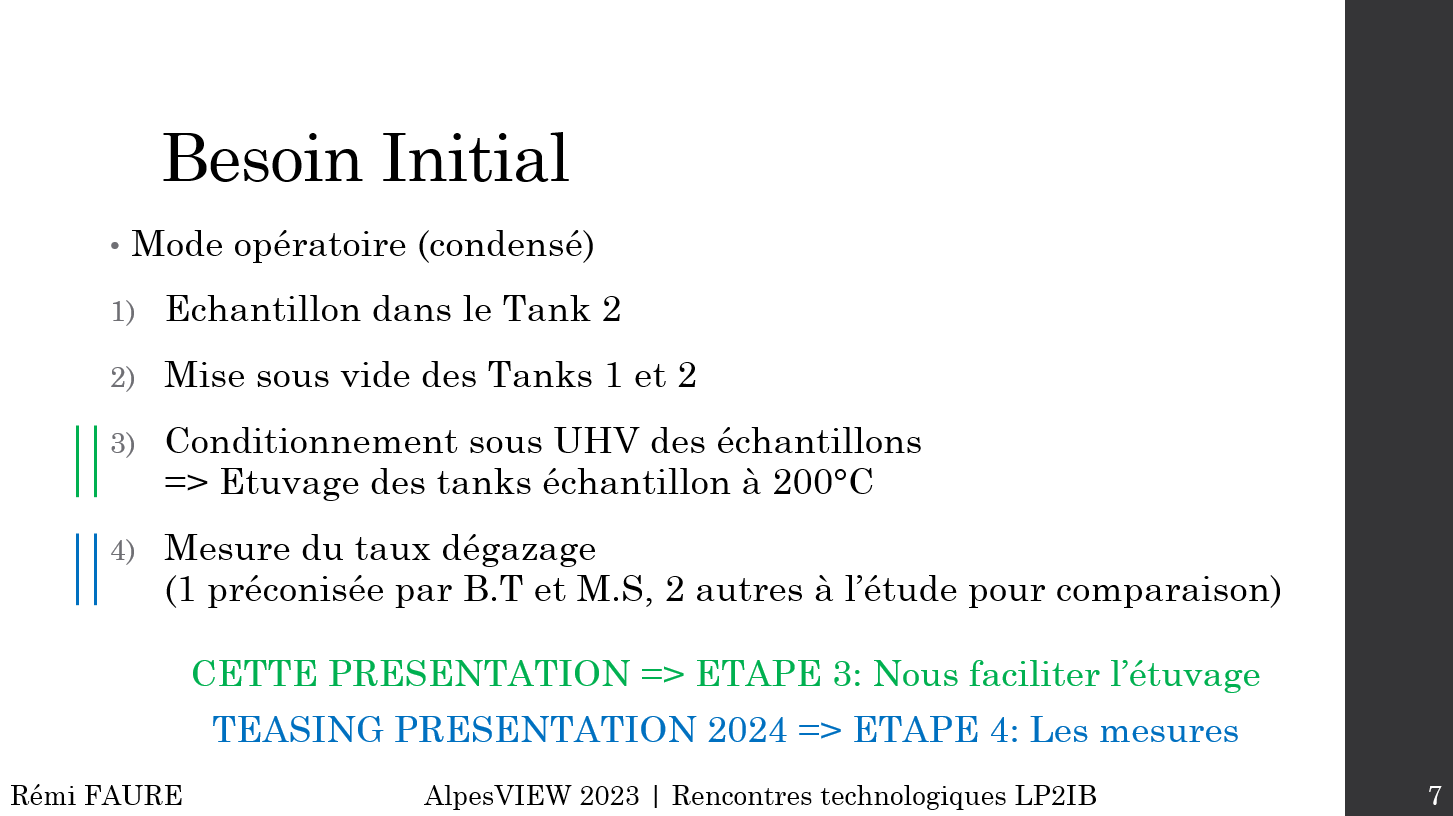 Besoin Initial
• Mode opératoire (condensé)
1) Echantillon dans le Tank 2
2) Mise sous vide des Tanks 1 et 2
3) Conditionnement sous UHV des échantillons
=> Etuvage des tanks échantillon à 200°C
4) Mesure du taux dégazage
(1 préconisée par B.T et M.S, 2 autres à l’étude pour comparaison)
CETTE PRESENTATION => ETAPE 3: Nous faciliter l’étuvage
TEASING PRESENTATION 2024 => ETAPE 4: Les mesures
Rémi FAURE AlpesVIEW 2023 | Rencontres technologiques LP2IB 7